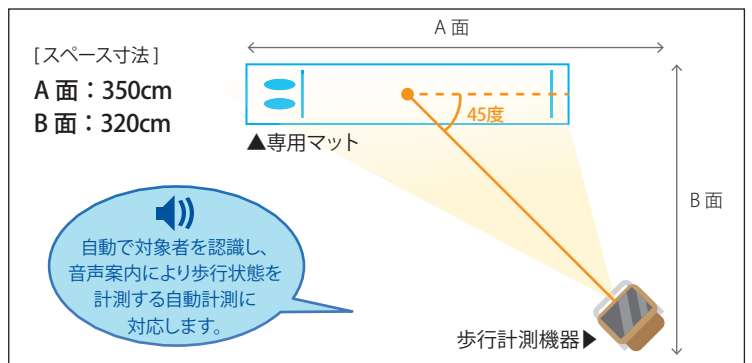 A 面
[スペース寸法]
A 面：350cm
B 面：320cm
45度
▲専用マット
B 面
自動で対象者を認識し、
音声案内により歩行状態を
計測する自動計測に
対応します。
歩行計測機器▶